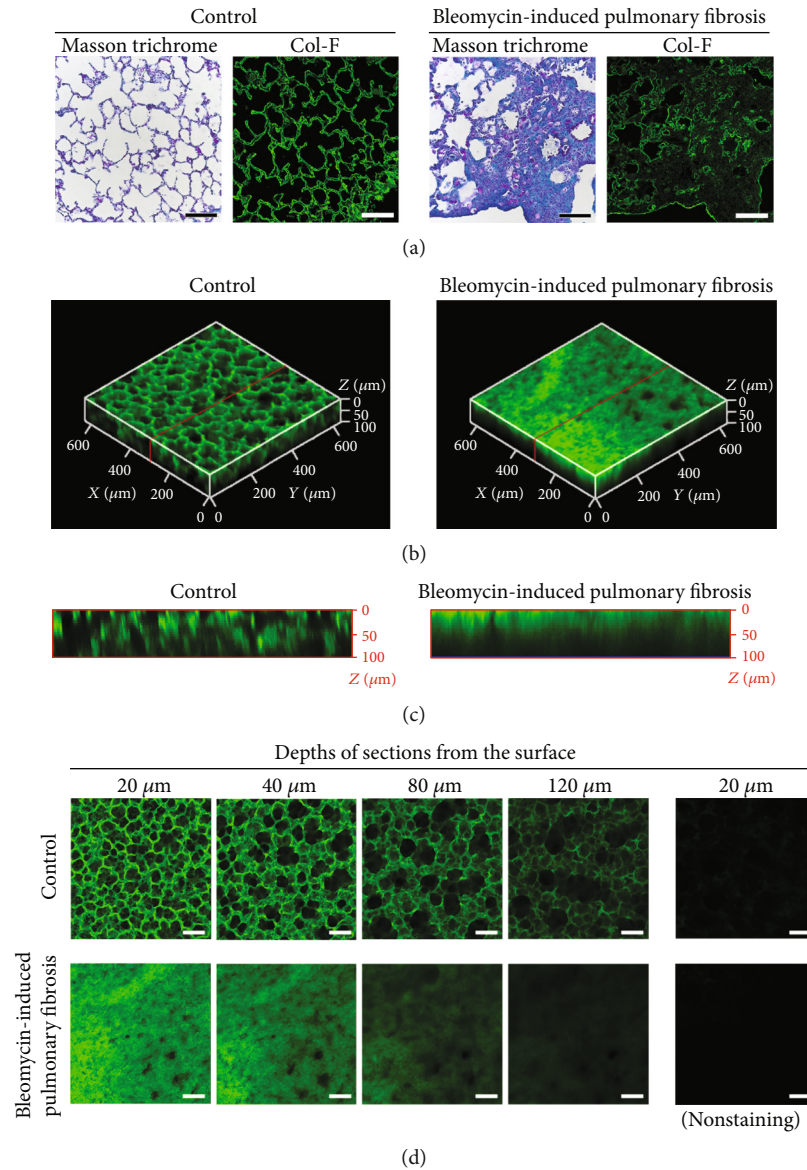 Control
Bleomycin-induced pulmonary fibrosis
Masson trichrome
Col-F
Masson trichrome
Col-F
(a)
Control
Bleomycin-induced pulmonary fibrosis
Z (μm)
0
50
100
600
400
200
0
X (μm)
0
200
400
600
Y (μm)
Z (μm)
0
50
100
600
400
200
0
X (μm)
0
200
400
600
Y (μm)
(b)
Control
Bleomycin-induced pulmonary fibrosis
0
50
100
Z (μm)
0
50
100
Z (μm)
(c)
Depths of sections from the surface
20 μm
40 μm
80 μm
120 μm
20 μm
Control
Bleomycin-induced
pulmonary fibrosis
(Nonstaining)
(d)